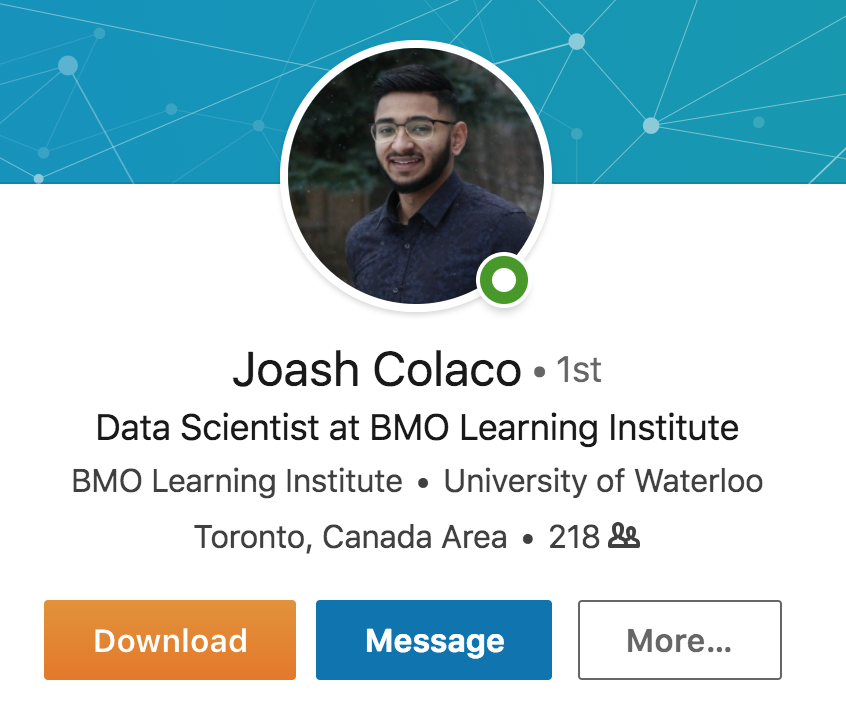 Joash Colaco • 1st
Data Scientist at BMO Learning Institute
BMO Learning Institute • University of Waterloo
Toronto, Canada Area • 218
Download Message More...